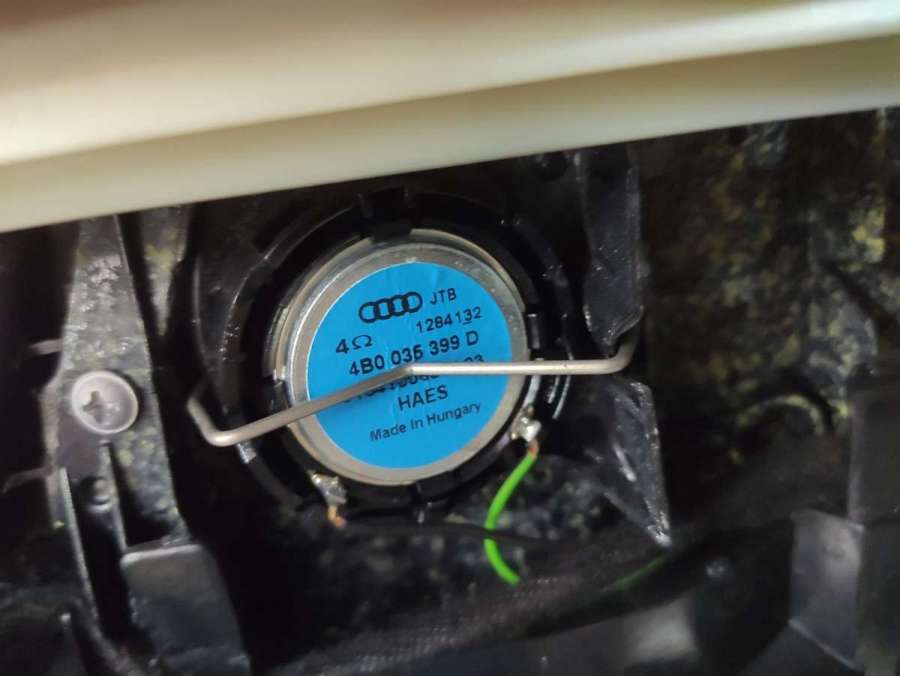 JTB
1284132
4Ω
4B0 035 399 D
HAES
Made In Hungary